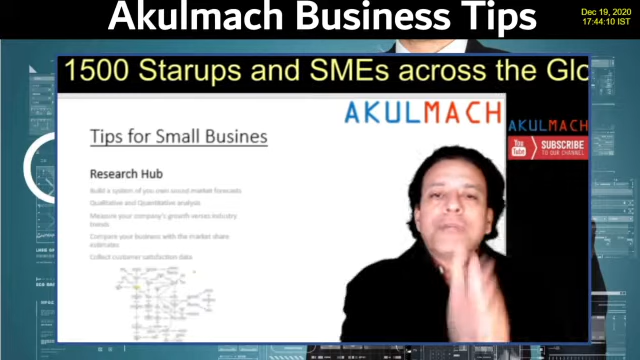 Akulmach Business Tips
Dec 19, 2020
17:44:10 IST
1500 Starups and SMEs across the Glo
AKULMACH
Tips for Small Busines
AKULMACH
You
Tube
SUBSCRIBE
TO OUR CHANNEL
Research Hub
Build a system of you own social market forecasts
Qualitative and Quantitative analysis
Measure your company's growth verses industry
trends
Compare your business with the market share
estimates
Collect customer satisfaction data